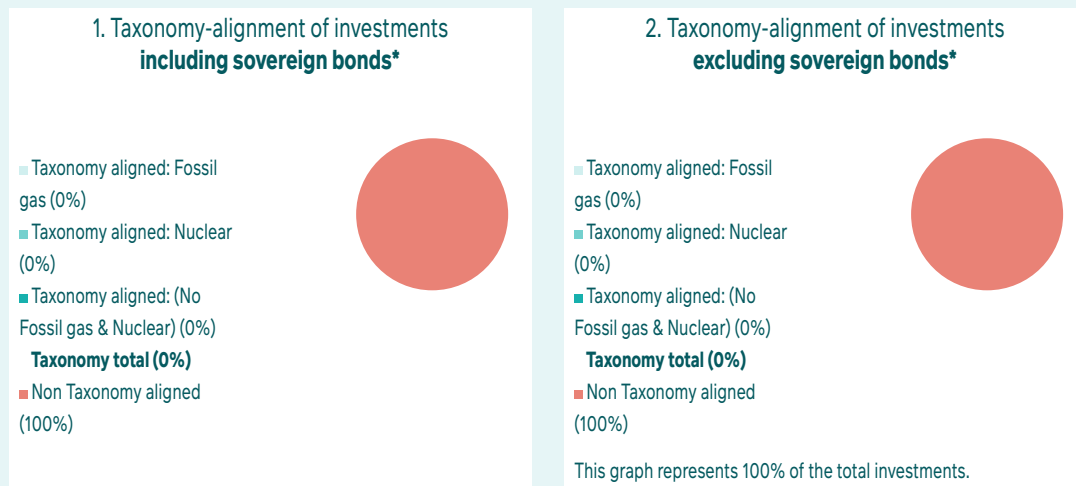 1. Taxonomy-alignment of investments
including sovereign bonds*
Taxonomy aligned: Fossil
gas (0%)
Taxonomy aligned: Nuclear
(0%)
Taxonomy aligned: (No
Fossil gas & Nuclear) (0%)
Taxonomy total (0%)
Non Taxonomy aligned
(100%)
2. Taxonomy-alignment of investments
excluding sovereign bonds*
Taxonomy aligned: Fossil
gas (0%)
Taxonomy aligned: Nuclear
(0%)
Taxonomy aligned: (No
Fossil gas & Nuclear) (0%)
Taxonomy total (0%)
Non Taxonomy aligned
(100%)
This graph represents 100% of the total investments.